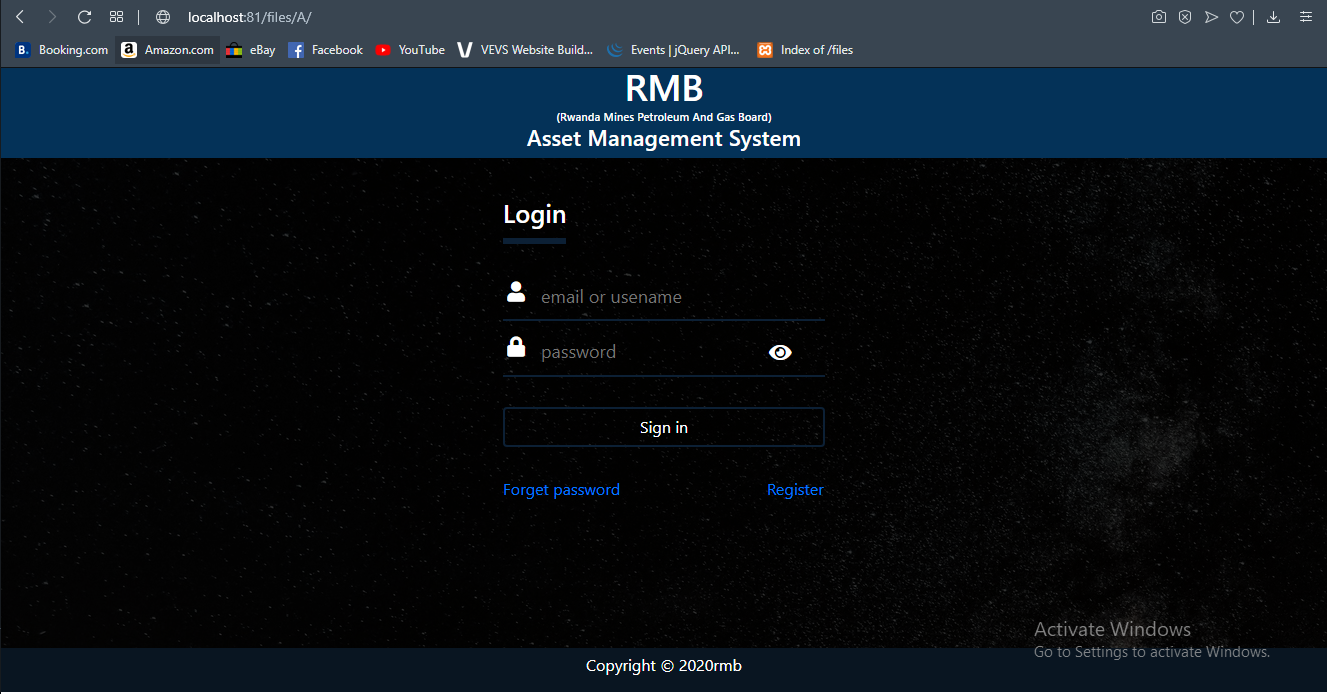 localhost:81/files/A/
B. Booking.com a Amazon.com eBay f Facebook YouTube V VEVS Website Build... Events | jQuery API... Index of /files
RMB
(Rwanda Mines Petroleum And Gas Board)
Asset Management System
Login
email or usename
password
Sign in
Forget password Register
Activate Windows
Go to Settings to activate Windows.
Copyright © 2020rmb